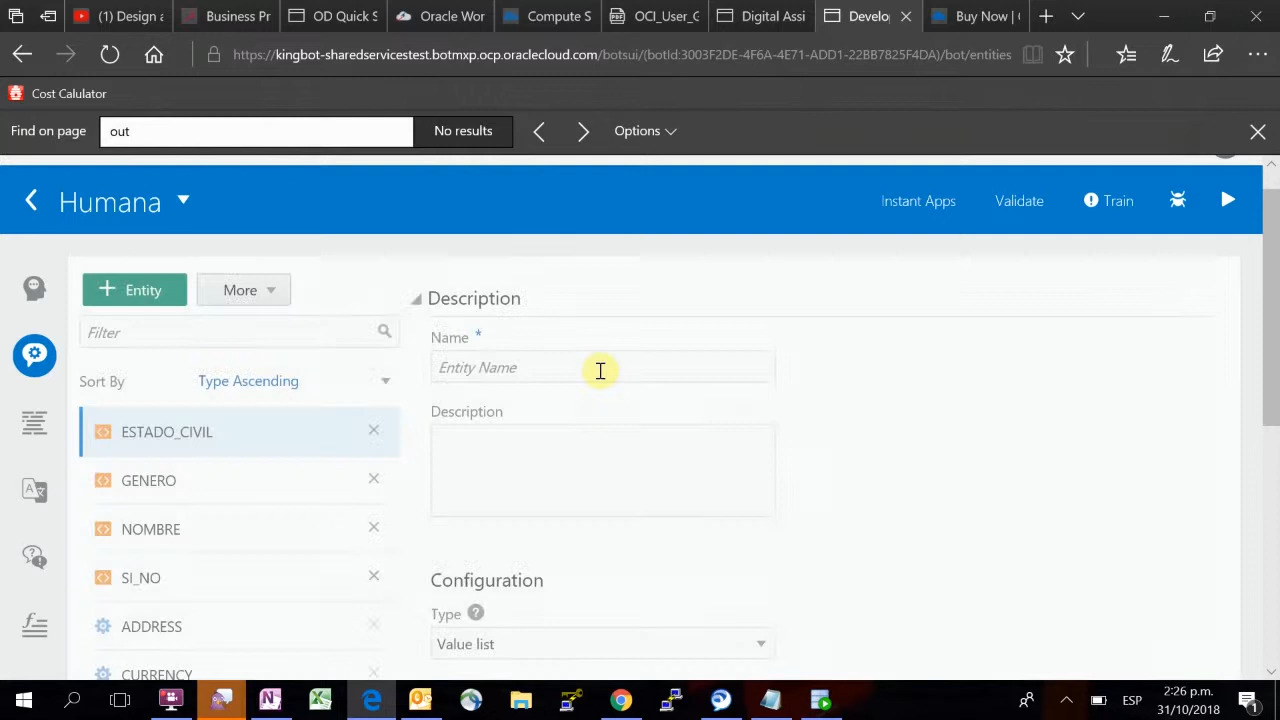 (1) Design a
Business Pr
OD Quick S
Oracle Wor
Compute S
OCI_User_G
Digital Assi
Develo
Buy Now | (
https://kingbot-sharedservicestest.botmxp.ocp.oraclecloud.com/botsui/(botId:3003F2DE-4F6A-4E71-ADD1-22BB7825F4DA)/bot/entities
Cost Calulator
Find on page
out
No results
Options
Humana
Instant Apps
Validate
Train
+ Entity
More
Filter
Sort By
Type Ascending
ESTADO_CIVIL
GENERO
NOMBRE
SI_NO
ADDRESS
CURRENCY
Description
Name *
Entity Name
Description
Configuration
Type ?
Value list
ESP
2:26 p.m.
31/10/2018
1